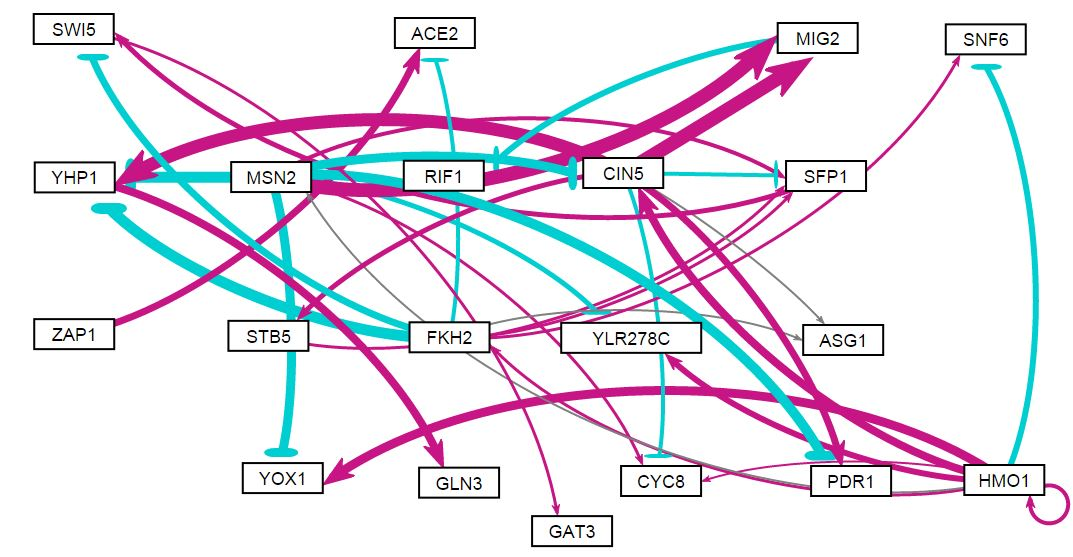 SWI5
ACE2
MIG2
SNF6
YHP1
MSN2
RIF1
CIN5
SFP1
ZAP1
STB5
FKH2
YLR278C
ASG1
YOX1
GLN3
CYC8
PDR1
HMO1
GAT3